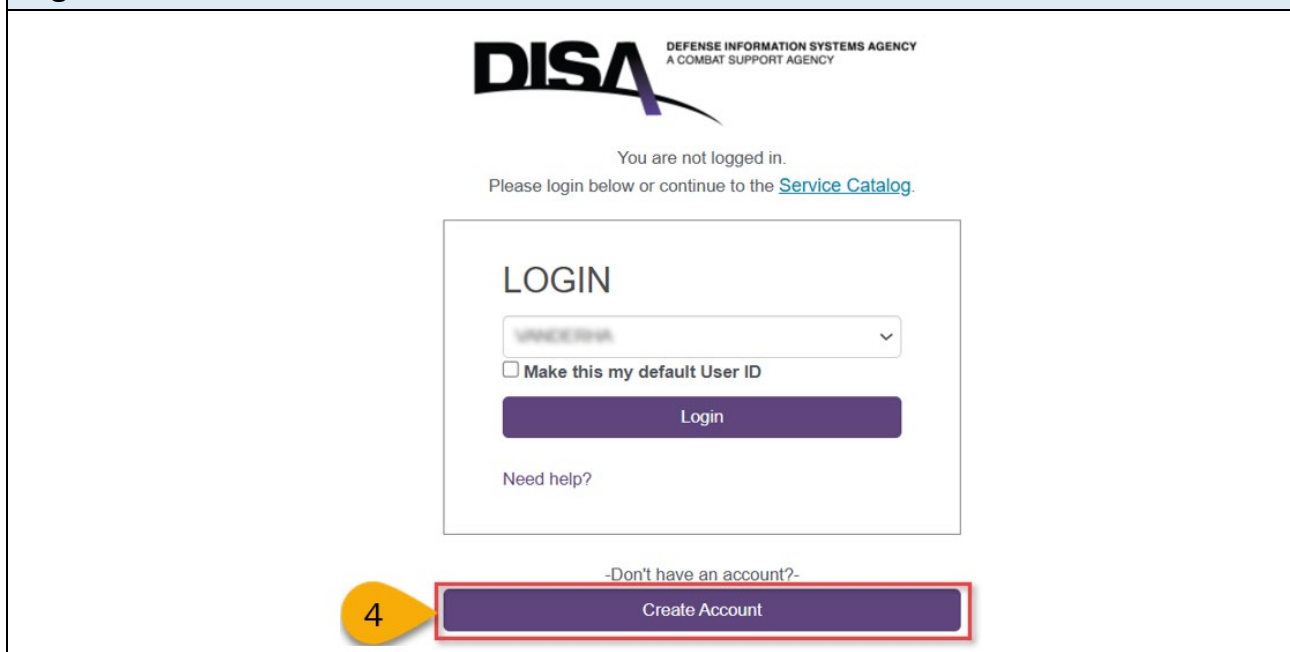 DISA
DEFENSE INFORMATION SYSTEMS AGENCY
A COMBAT SUPPORT AGENCY
You are not logged in.
Please login below or continue to the Service Catalog.
LOGIN
Make this my default User ID
Login
Need help?
-Don't have an account?-
4
Create Account